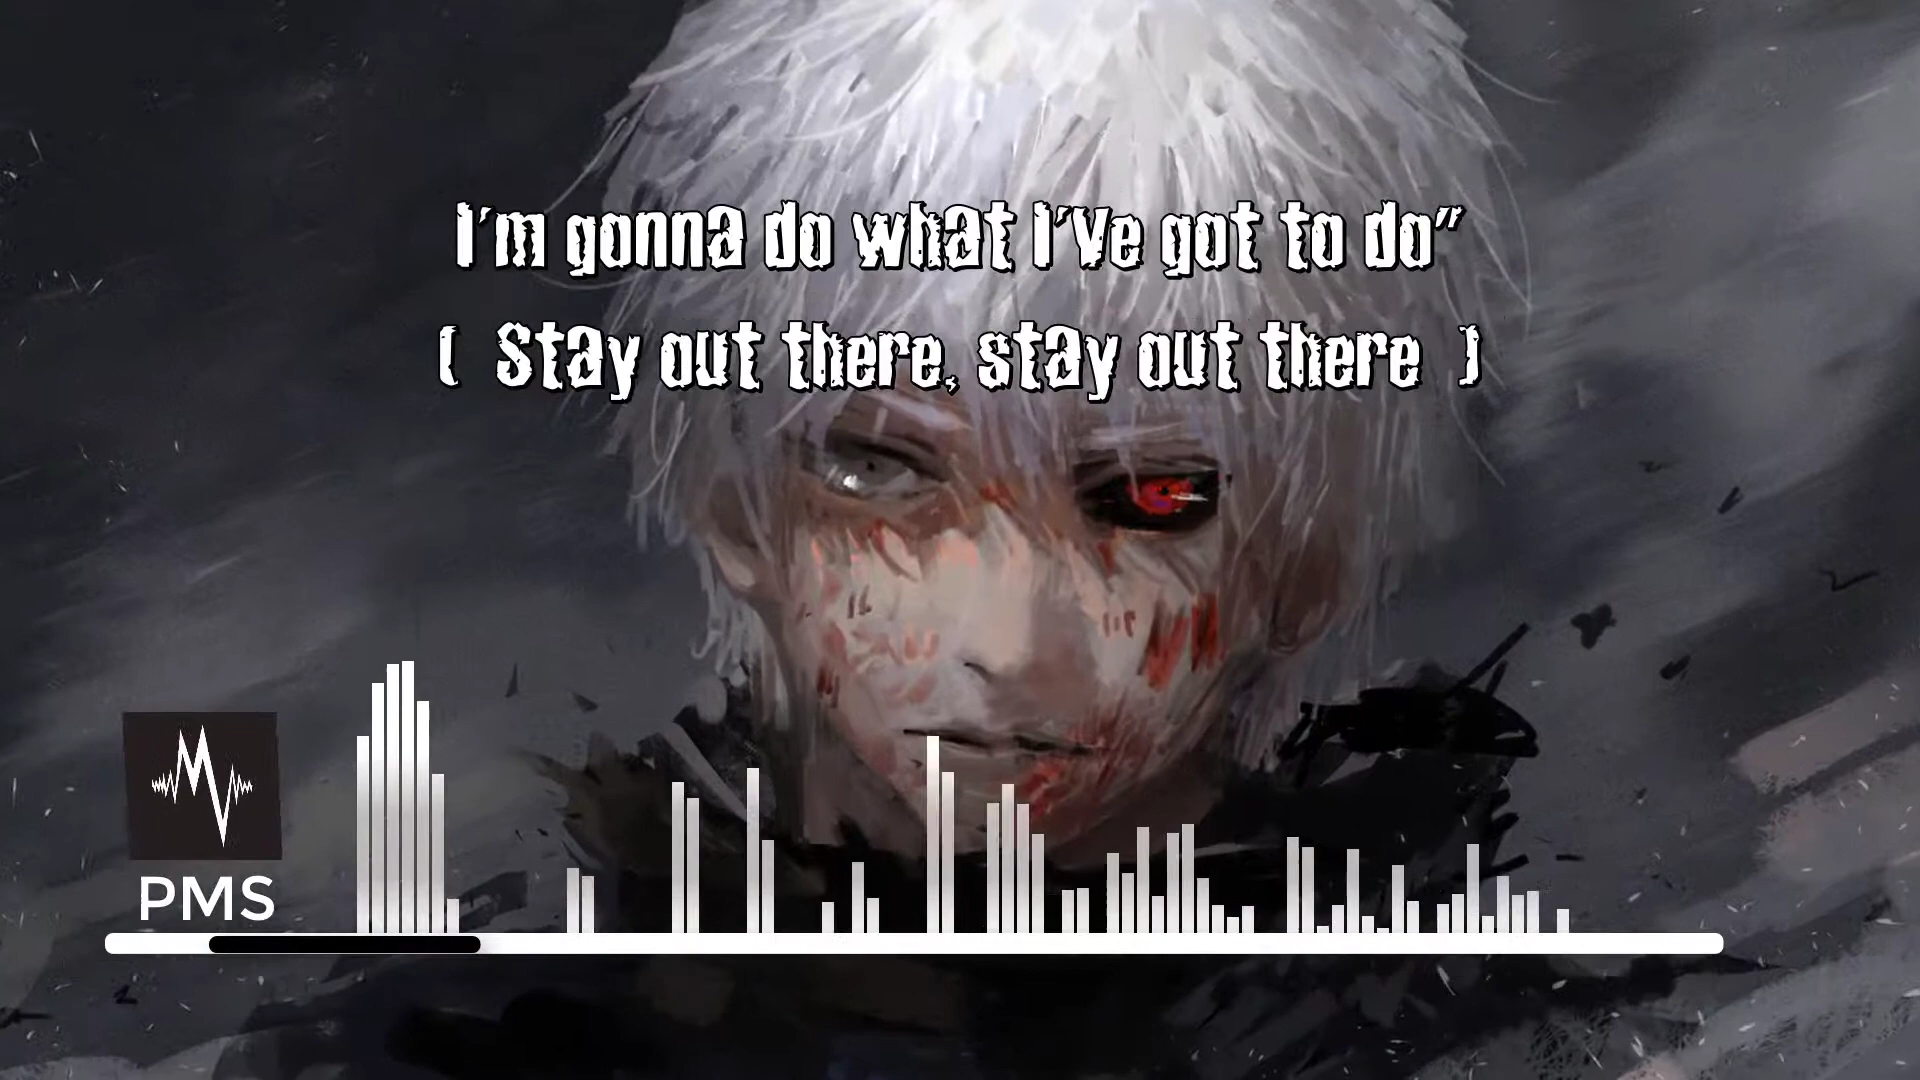 I'm gonna do what I've got to do"
( Stay out there, stay out there )
PMS